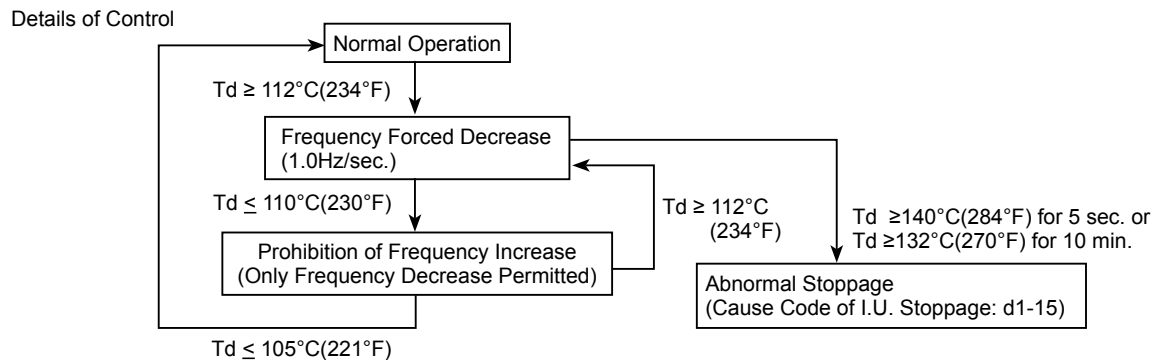 Details of Control
Normal Operation
Td ≥ 112°C(234°F)
Frequency Forced Decrease
(1.0Hz/sec.)
Td ≤ 110°C(230°F)
Td ≥ 112°C
(234°F)
Td ≥140°C(284°F) for 5 sec. or
Td ≥132°C(270°F) for 10 min.
Prohibition of Frequency Increase
(Only Frequency Decrease Permitted)
Abnormal Stoppage
(Cause Code of I.U. Stoppage: d1-15)
Td ≤ 105°C(221°F)